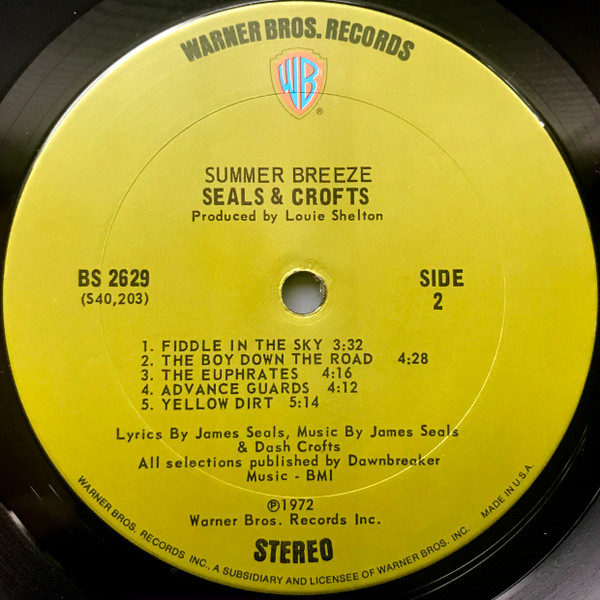 WARNER BROS. RECORDS
WB
®
SUMMER BREEZE
SEALS & CROFTS
Produced by Louie Shelton
BS 2629
(S40,203)
SIDE
2
1. FIDDLE IN THE SKY 3:32
2. THE BOY DOWN THE ROAD 4:28
3. THE EUPHRATES 4:16
4. ADVANCE GUARDS 4:12
5. YELLOW DIRT 5:14
Lyrics By James Seals, Music By James Seals
& Dash Crofts
All selections published by Dawnbreaker
Music - BMI
℗1972
Warner Bros. Records Inc.
STEREO
WARNER BROS. RECORDS INC., A SUBSIDIARY AND LICENSEE OF WARNER BROS. INC. MADE IN U.S.A.